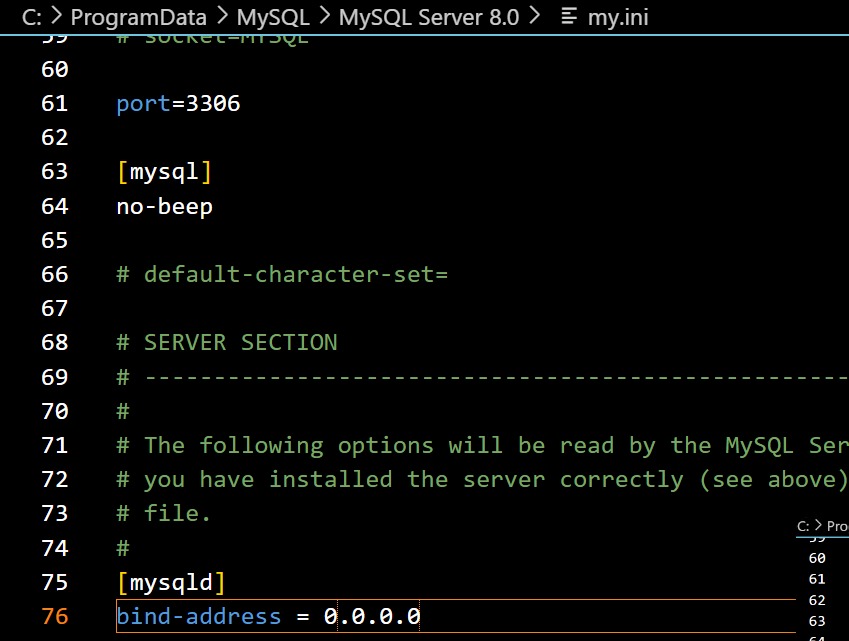 C: > ProgramData > MySQL > MySQL Server 8.0 > my.ini
59 # socket=MYSQL
60
61 port=3306
62
63 [mysql]
64 no-beep
65
66 # default-character-set=
67
68 # SERVER SECTION
69 # ---------------------------------------------------
70 #
71 # The following options will be read by the MySQL Ser
72 # you have installed the server correctly (see above)
73 # file.
74 #
75 [mysqld]
76 bind-address = 0.0.0.0
C: > Pro
59
60
61
62
63
64